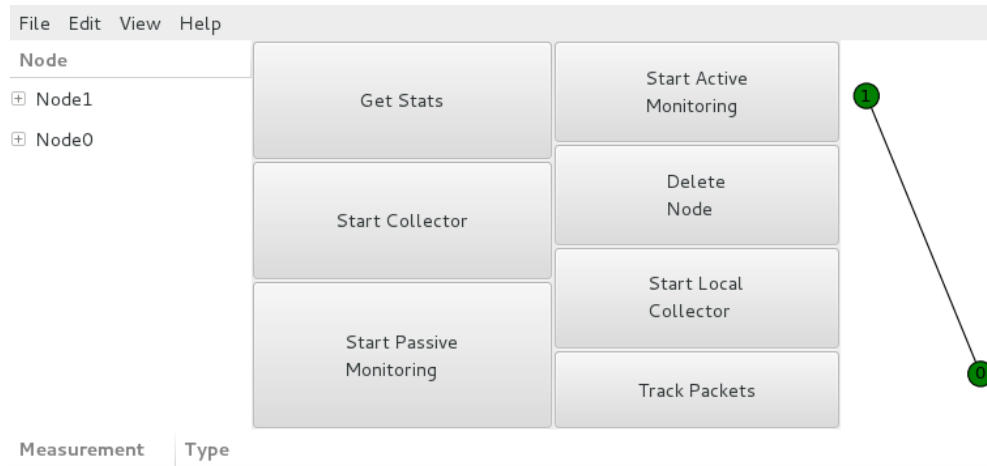 File Edit View Help
Node
Node1
Node0
Get Stats
Start Collector
Start Passive
Monitoring
Start Active
Monitoring
Delete
Node
Start Local
Collector
Track Packets
1
0
Measurement Type